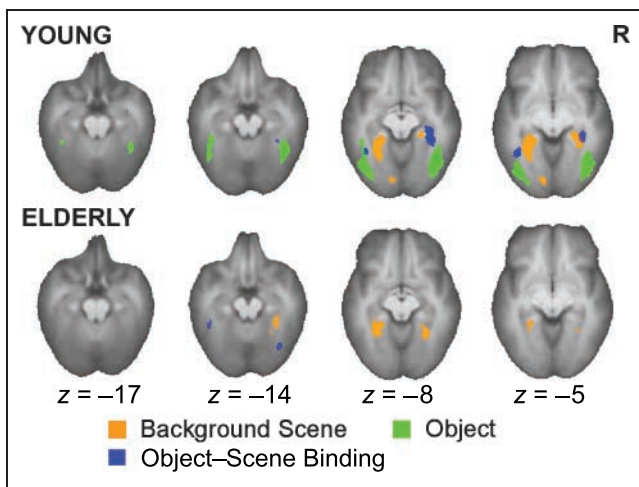 YOUNG R
ELDERLY
z = –17 z = –14 z = –8 z = –5
Background Scene Object
Object–Scene Binding